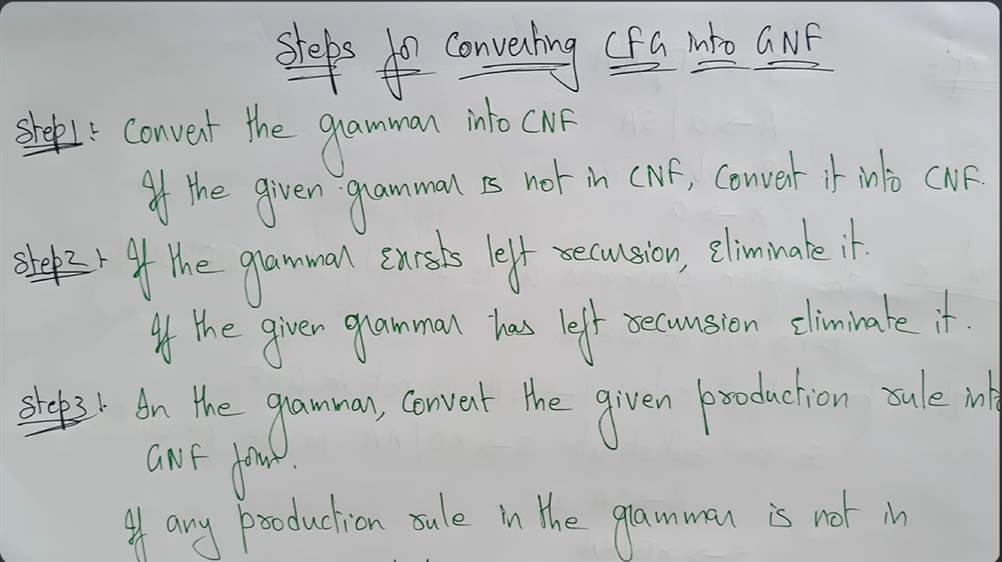 Steps for Converting CFG into GNF
Step1: Convert the grammar into CNF
If the given grammar is not in CNF, Convert it into CNF.
Step2: If the grammar Exists left recursion, Eliminate it.
If the given grammar has left recursion Eliminate it.
Step3: In the grammar, Convert the given production rule into
GNF form.
If any production rule in the grammar is not in